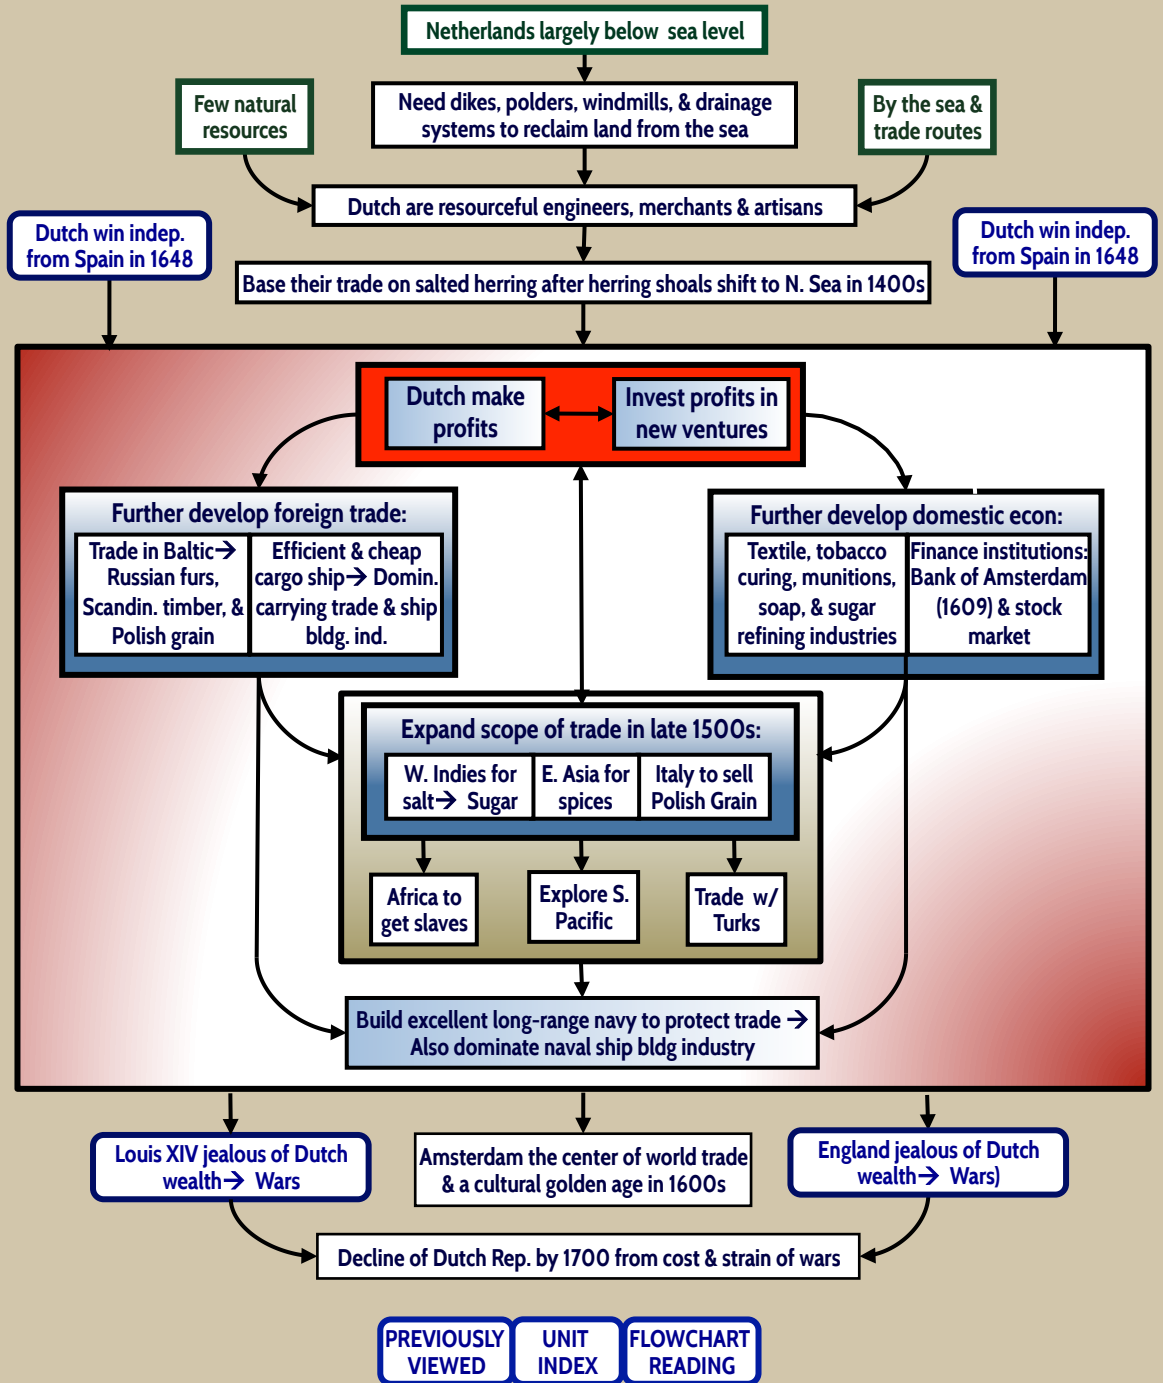 Netherlands largely below sea level
Few natural
resources
Need dikes, polders, windmills, & drainage
systems to reclaim land from the sea
By the sea &
trade routes
Dutch are resourceful engineers, merchants & artisans
Dutch win indep.
from Spain in 1648
Dutch win indep.
from Spain in 1648
Base their trade on salted herring after herring shoals shift to N. Sea in 1400s
Dutch make
profits
Invest profits in
new ventures
Further develop foreign trade:
Trade in Baltic→
Russian furs,
Scandin. timber, &
Polish grain
Efficient & cheap
cargo ship→ Domin.
carrying trade & ship
bldg. ind.
Further develop domestic econ:
Textile, tobacco
curing, munitions,
soap, & sugar
refining industries
Finance institutions:
Bank of Amsterdam
(1609) & stock
market
Expand scope of trade in late 1500s:
W. Indies for
salt→ Sugar
E. Asia for
spices
Italy to sell
Polish Grain
Africa to
get slaves
Explore S.
Pacific
Trade w/
Turks
Build excellent long-range navy to protect trade →
Also dominate naval ship bldg industry
Louis XIV jealous of Dutch
wealth→ Wars
Amsterdam the center of world trade
& a cultural golden age in 1600s
England jealous of Dutch
wealth→ Wars)
Decline of Dutch Rep. by 1700 from cost & strain of wars
PREVIOUSLY
VIEWED
UNIT
INDEX
FLOWCHART
READING